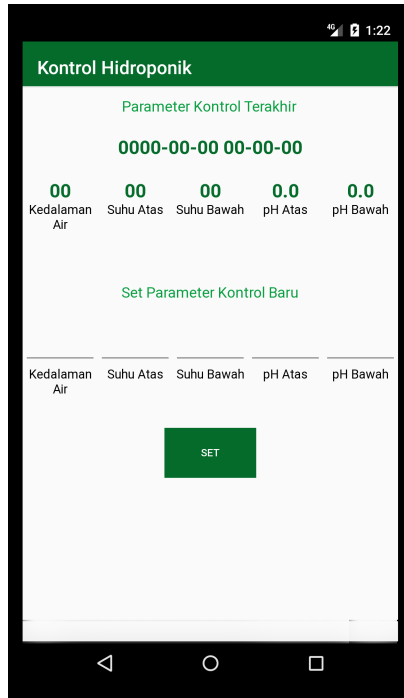 4G 1:22
Kontrol Hidroponik
Parameter Kontrol Terakhir
0000-00-00 00-00-00
00 00 00 0.0 0.0
Kedalaman Air Suhu Atas Suhu Bawah pH Atas pH Bawah
Set Parameter Kontrol Baru
Kedalaman Air Suhu Atas Suhu Bawah pH Atas pH Bawah
SET